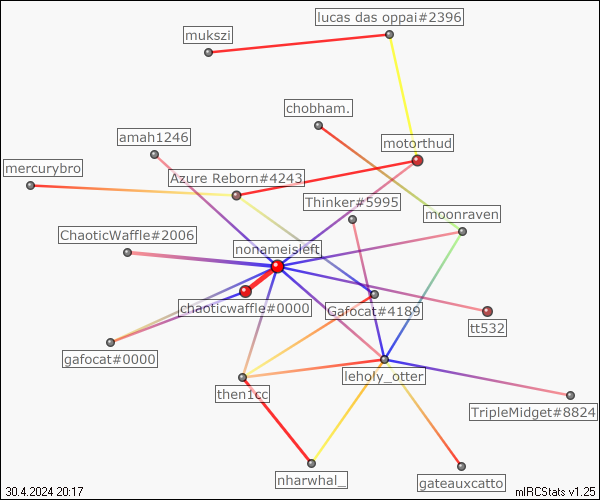 lucas das oppai#2396
mukszi
chobham.
amah1246
motorthud
mercurybro
Azure Reborn#4243
Thinker#5995
moonraven
ChaoticWaffle#2006
nonameisleft
chaoticwaffle#0000
Gafocat#4189
tt532
gafocat#0000
leholy_otter
then1cc
TripleMidget#8824
nharwhal_
gateauxcatto
30.4.2024 20:17
mIRCStats v1.25